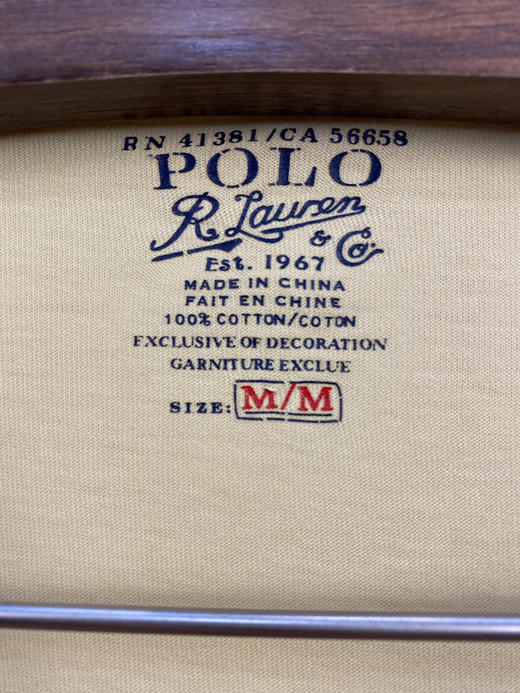 RN 41381/CA 56658
POLO
R. Lauren
& Co.
Est. 1967
MADE IN CHINA
FAIT EN CHINE
100% COTTON/COTON
EXCLUSIVE OF DECORATION
GARNITURE EXCLUE
SIZE: M/M